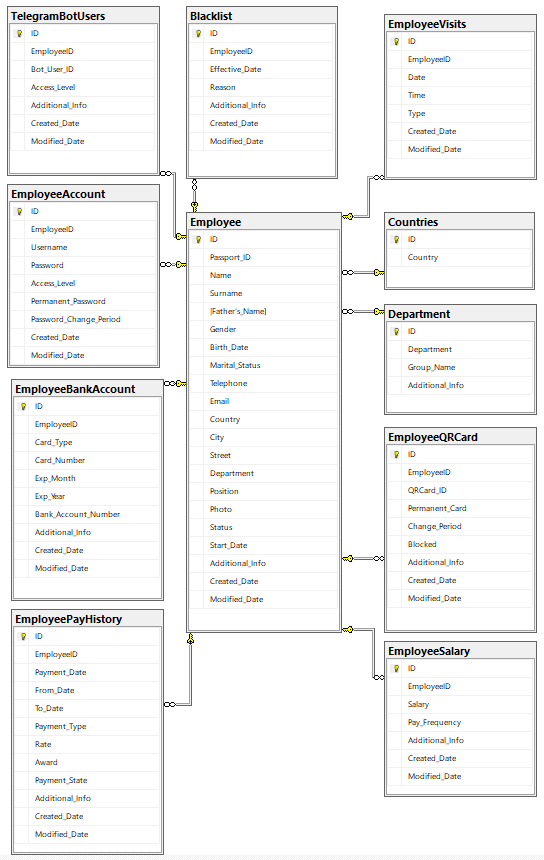 TelegramBotUsers
ID
EmployeeID
Bot_User_ID
Access_Level
Additional_Info
Created_Date
Modified_Date
Blacklist
ID
EmployeeID
Effective_Date
Reason
Additional_Info
Created_Date
Modified_Date
EmployeeVisits
ID
EmployeeID
Date
Time
Type
Created_Date
Modified_Date
EmployeeAccount
ID
EmployeeID
Username
Password
Access_Level
Permanent_Password
Password_Change_Period
Created_Date
Modified_Date
Employee
ID
Passport_ID
Name
Surname
[Father's_Name]
Gender
Birth_Date
Marital_Status
Telephone
Email
Country
City
Street
Department
Position
Photo
Status
Start_Date
Additional_Info
Created_Date
Modified_Date
Countries
ID
Country
Department
ID
Department
Group_Name
Additional_Info
EmployeeBankAccount
ID
EmployeeID
Card_Type
Card_Number
Exp_Month
Exp_Year
Bank_Account_Number
Additional_Info
Created_Date
Modified_Date
EmployeeQRCard
ID
EmployeeID
QRCard_ID
Permanent_Card
Change_Period
Blocked
Additional_Info
Created_Date
Modified_Date
EmployeePayHistory
ID
EmployeeID
Payment_Date
From_Date
To_Date
Payment_Type
Rate
Award
Payment_State
Additional_Info
Created_Date
Modified_Date
EmployeeSalary
ID
EmployeeID
Salary
Pay_Frequency
Additional_Info
Created_Date
Modified_Date